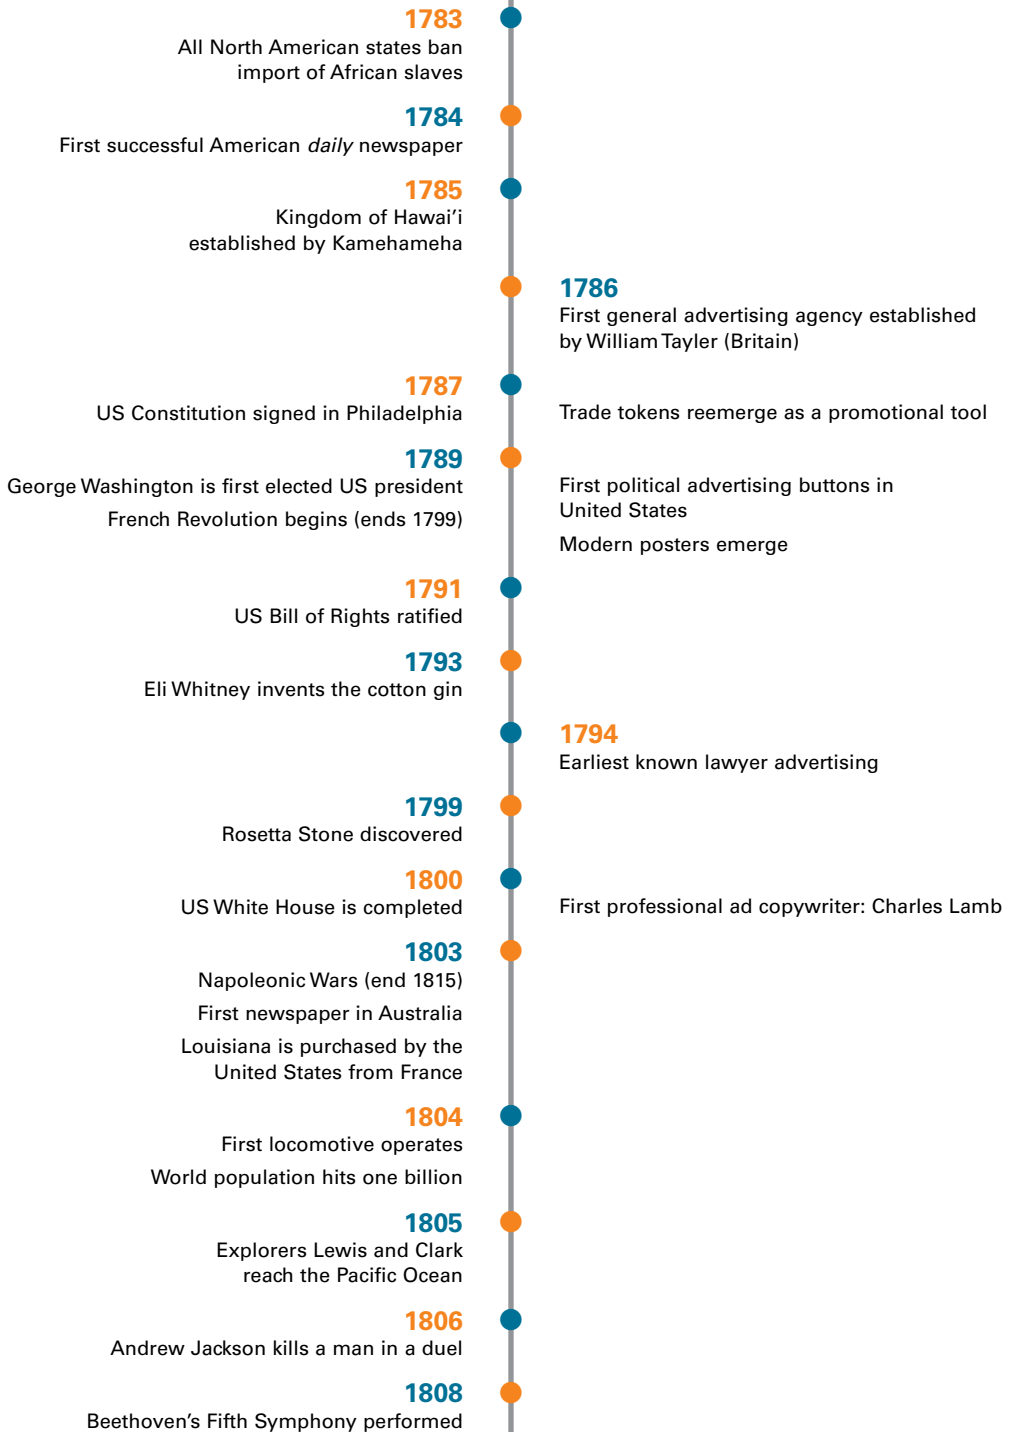 1783
All North American states ban
import of African slaves
1784
First successful American daily newspaper
1785
Kingdom of Hawai’i
established by Kamehameha
1786
First general advertising agency established
by William Tayler (Britain)
1787
US Constitution signed in Philadelphia
Trade tokens reemerge as a promotional tool
1789
George Washington is first elected US president
French Revolution begins (ends 1799)
First political advertising buttons in
United States
Modern posters emerge
1791
US Bill of Rights ratified
1793
Eli Whitney invents the cotton gin
1794
Earliest known lawyer advertising
1799
Rosetta Stone discovered
1800
US White House is completed
First professional ad copywriter: Charles Lamb
1803
Napoleonic Wars (end 1815)
First newspaper in Australia
Louisiana is purchased by the
United States from France
1804
First locomotive operates
World population hits one billion
1805
Explorers Lewis and Clark
reach the Pacific Ocean
1806
Andrew Jackson kills a man in a duel
1808
Beethoven’s Fifth Symphony performed